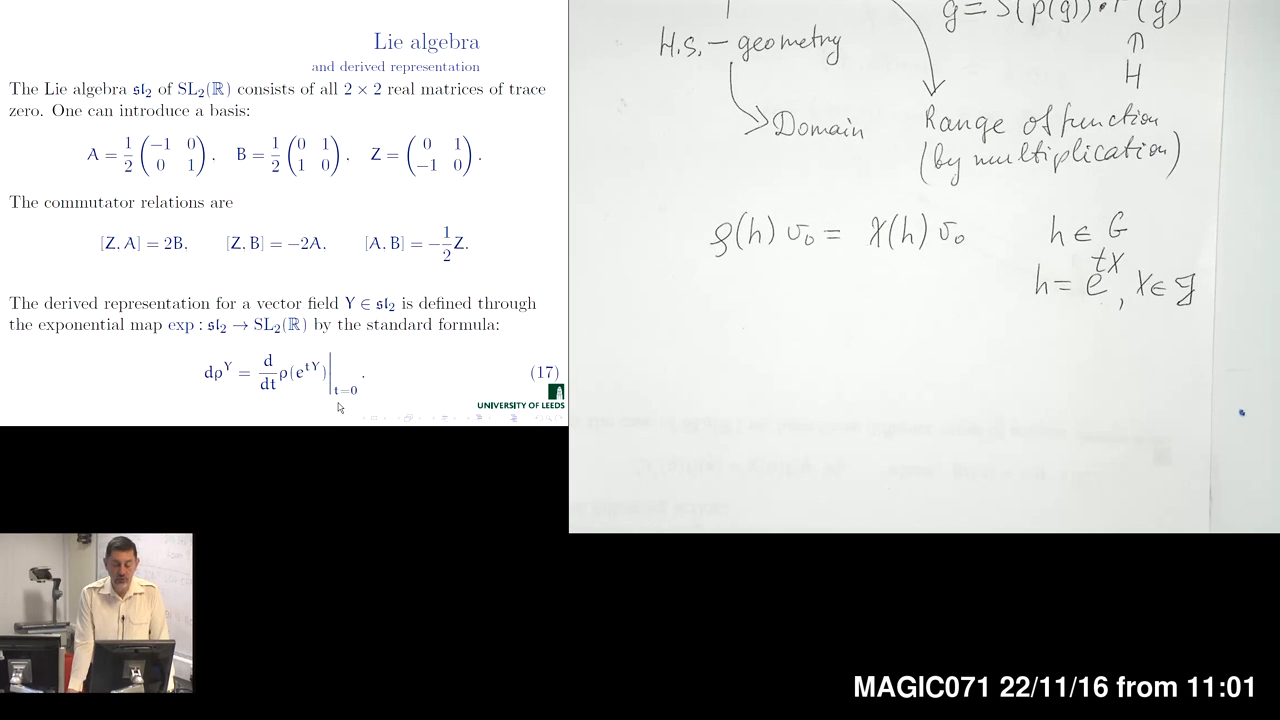 Lie algebra
and derived representation
The Lie algebra 𝔰𝔩₂ of SL₂(ℝ) consists of all 2 × 2 real matrices of trace
zero. One can introduce a basis:
A = 1/2 (−1 0; 0 1). B = 1/2 (0 1; 1 0). Z = (0 1; −1 0).
The commutator relations are
[Z, A] = 2B. [Z, B] = −2A. [A, B] = −1/2 Z.
The derived representation for a vector field Y ∈ 𝔰𝔩₂ is defined through
the exponential map exp : 𝔰𝔩₂ → SL₂(ℝ) by the standard formula:
dρ^Y = d/dt ρ(e^{tY})|_{t=0}. (17)
UNIVERSITY OF LEEDS
H.s. – geometry
H
Domain
Range of function
(by multiplication)
ρ(h) v₀ = χ(h) v₀ h ∈ G
h = e^{tX}, X ∈ 𝔤
MAGIC071 22/11/16 from 11:01